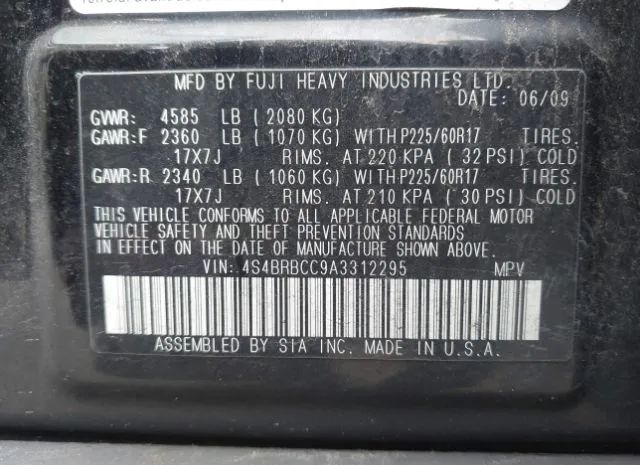 MFD BY FUJI HEAVY INDUSTRIES LTD.
DATE: 06/09
GVWR: 4585 LB (2080 KG)
GAWR:F 2360 LB (1070 KG) WITH P225/60R17 TIRES.
17X7J RIMS. AT 220 KPA (32 PSI) COLD
GAWR:R 2340 LB (1060 KG) WITH P225/60R17 TIRES.
17X7J RIMS. AT 210 KPA (30 PSI) COLD
THIS VEHICLE CONFORMS TO ALL APPLICABLE FEDERAL MOTOR
VEHICLE SAFETY AND THEFT PREVENTION STANDARDS
IN EFFECT ON THE DATE OF MANUFACTURE SHOWN ABOVE.
VIN: 4S4BRBCC9A3312295 MPV
ASSEMBLED BY SIA INC. MADE IN U.S.A.